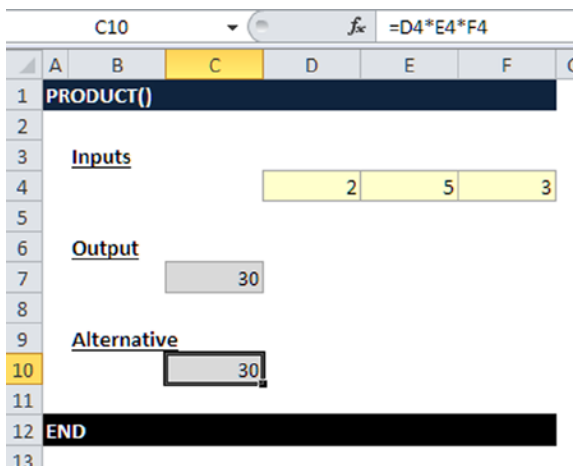 C10 fx =D4*E4*F4
A B C D E F
1 PRODUCT()
2
3 Inputs
4 2 5 3
5
6 Output
7 30
8
9 Alternative
10 30
11
12 END
13